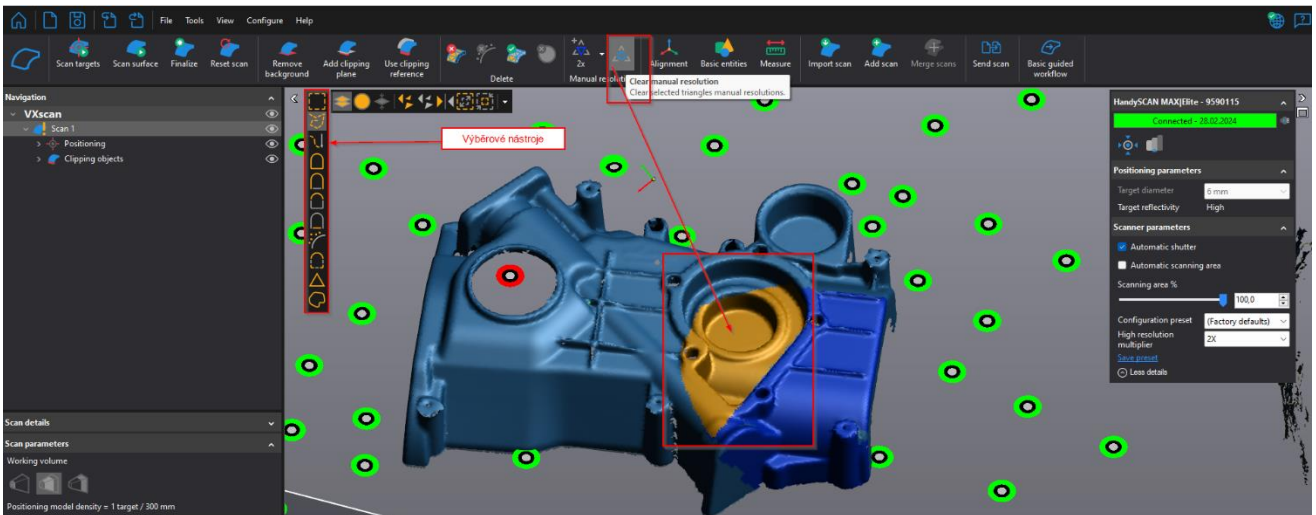 File Tools View Configure Help
Scan targets
Scan surface
Finalize
Reset scan
Remove background
Add clipping plane
Use clipping reference
Delete
2x
Manual resoluti
Alignment
Basic entities
Measure
Import scan
Add scan
Merge scans
Send scan
Basic guided workflow
Clear manual resolution
Clear selected triangles manual resolutions.
Navigation
VXscan
Scan 1
Positioning
Clipping objects
Výběrové nástroje
HandySCAN MAX|Elite - 9590115
Connected - 28.02.2024
Positioning parameters
Target diameter 6 mm
Target reflectivity High
Scanner parameters
Automatic shutter
Automatic scanning area
Scanning area %
100,0
Configuration preset (Factory defaults)
High resolution multiplier 2X
Save preset
Less details
Scan details
Scan parameters
Working volume
Positioning model density = 1 target / 300 mm